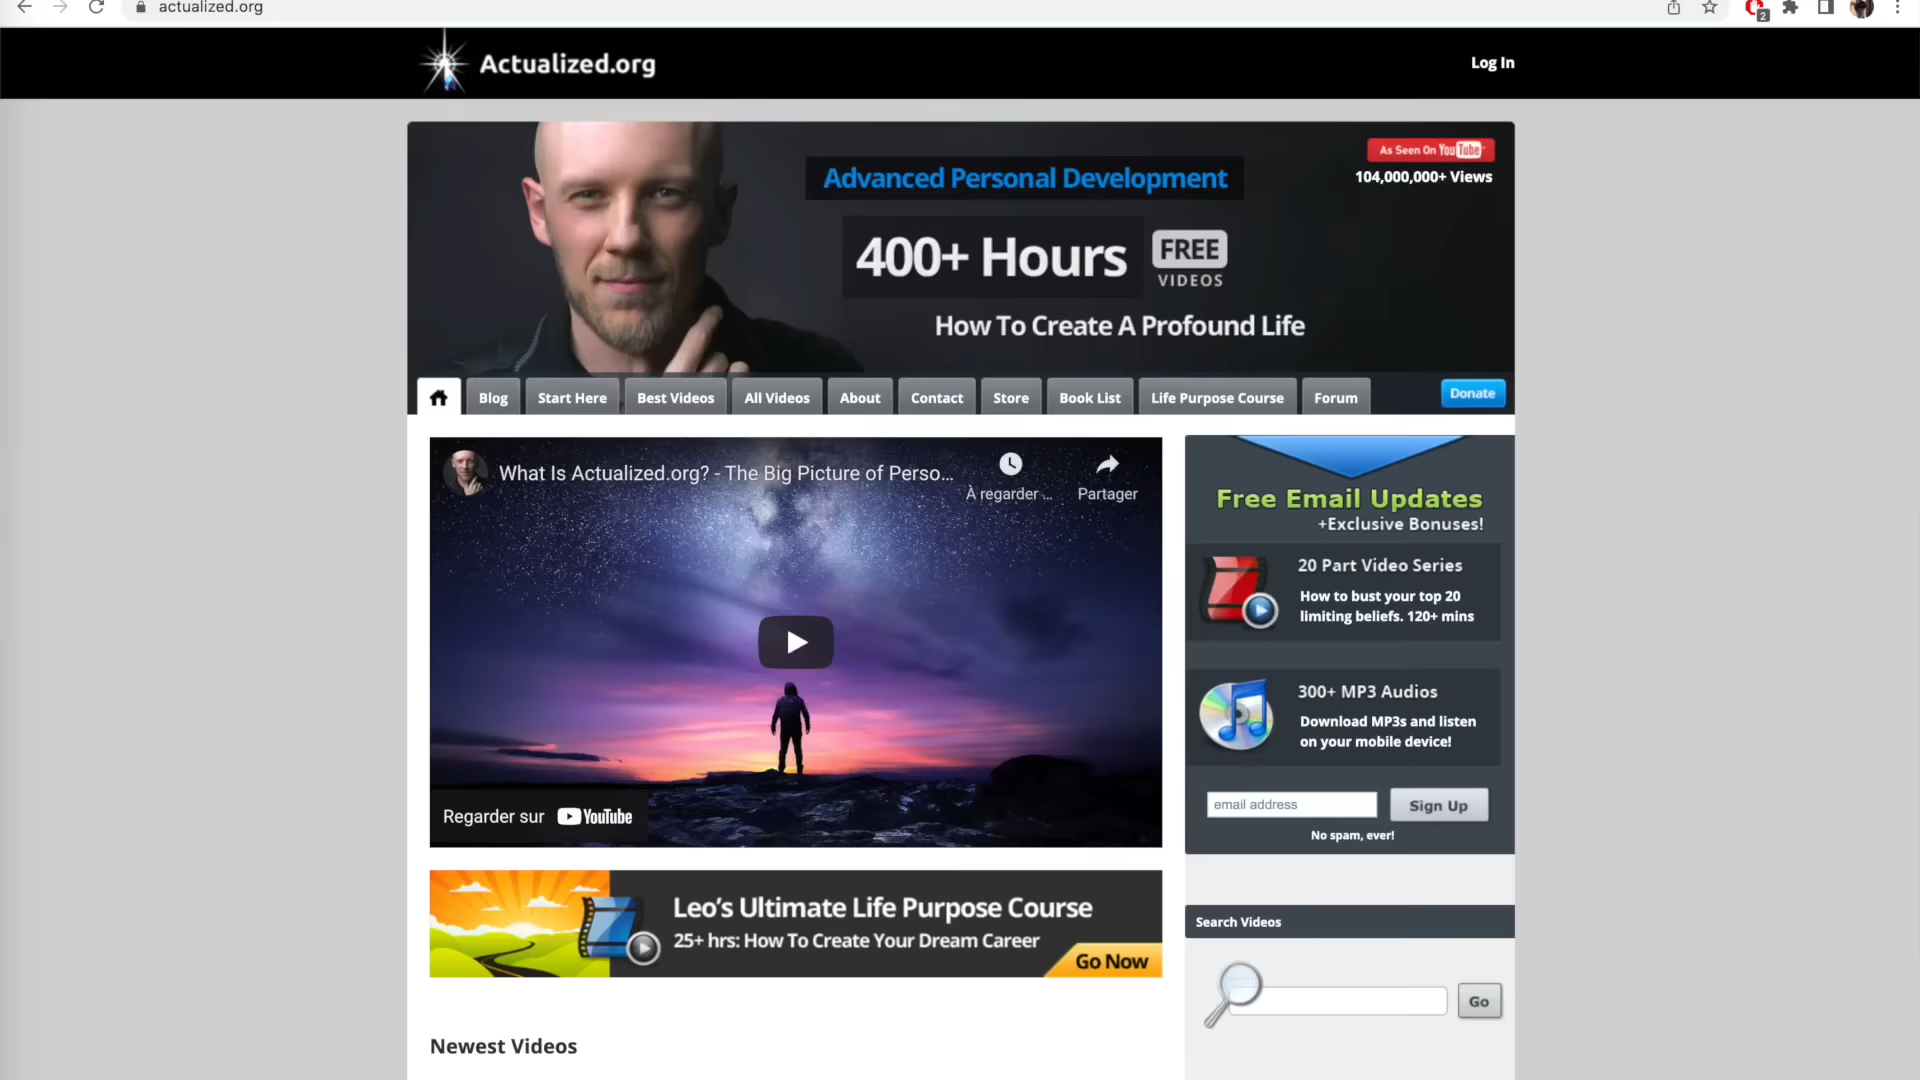 actualized.org
2
Actualized.org
Log In
Advanced Personal Development
As Seen On YouTube
104,000,000+ Views
400+ Hours
FREE
VIDEOS
How To Create A Profound Life
Blog
Start Here
Best Videos
All Videos
About
Contact
Store
Book List
Life Purpose Course
Forum
Donate
What Is Actualized.org? - The Big Picture of Perso...
À regarder ...
Partager
Regarder sur YouTube
Free Email Updates
+Exclusive Bonuses!
20 Part Video Series
How to bust your top 20
limiting beliefs. 120+ mins
300+ MP3 Audios
Download MP3s and listen
on your mobile device!
email address
Sign Up
No spam, ever!
Leo's Ultimate Life Purpose Course
25+ hrs: How To Create Your Dream Career
Go Now
Search Videos
Go
Newest Videos